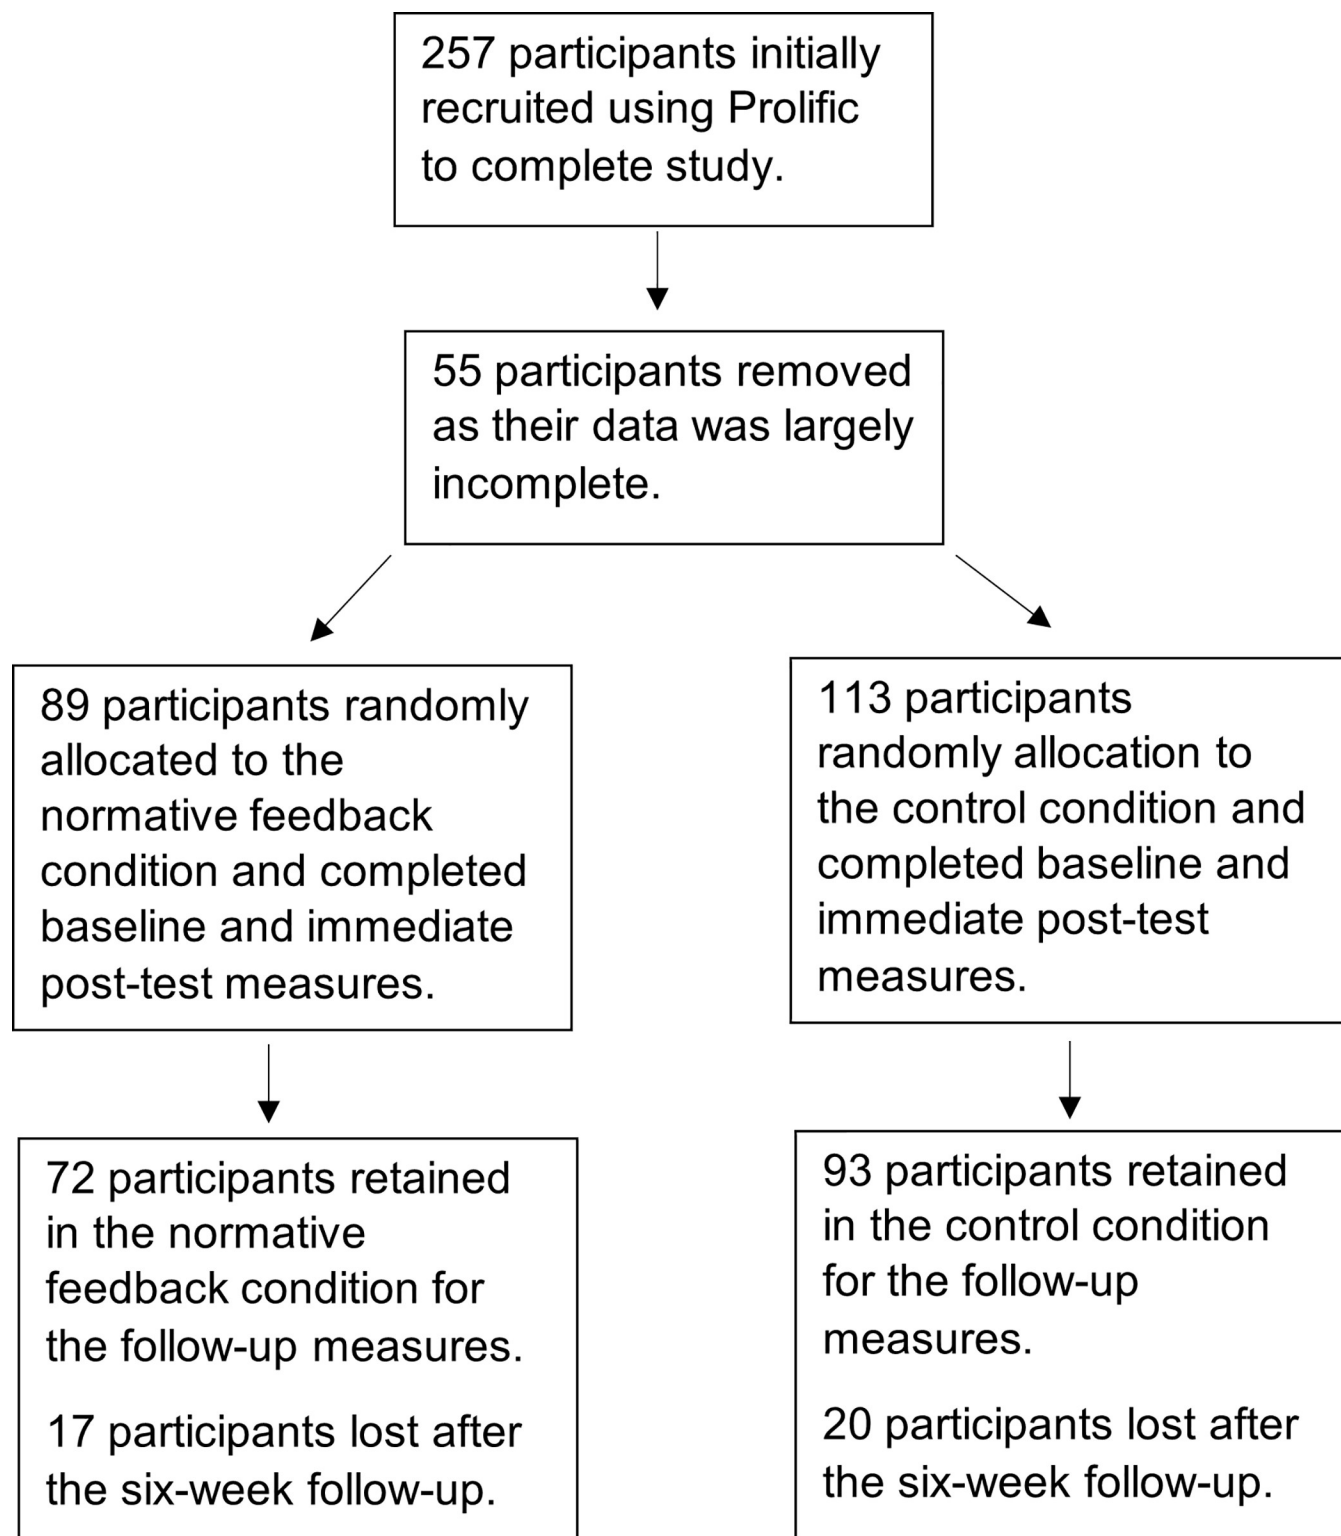 257 participants initially
recruited using Prolific
to complete study.
55 participants removed
as their data was largely
incomplete.
89 participants randomly
allocated to the
normative feedback
condition and completed
baseline and immediate
post-test measures.
113 participants
randomly allocation to
the control condition and
completed baseline and
immediate post-test
measures.
72 participants retained
in the normative
feedback condition for
the follow-up measures.
17 participants lost after
the six-week follow-up.
93 participants retained
in the control condition
for the follow-up
measures.
20 participants lost after
the six-week follow-up.